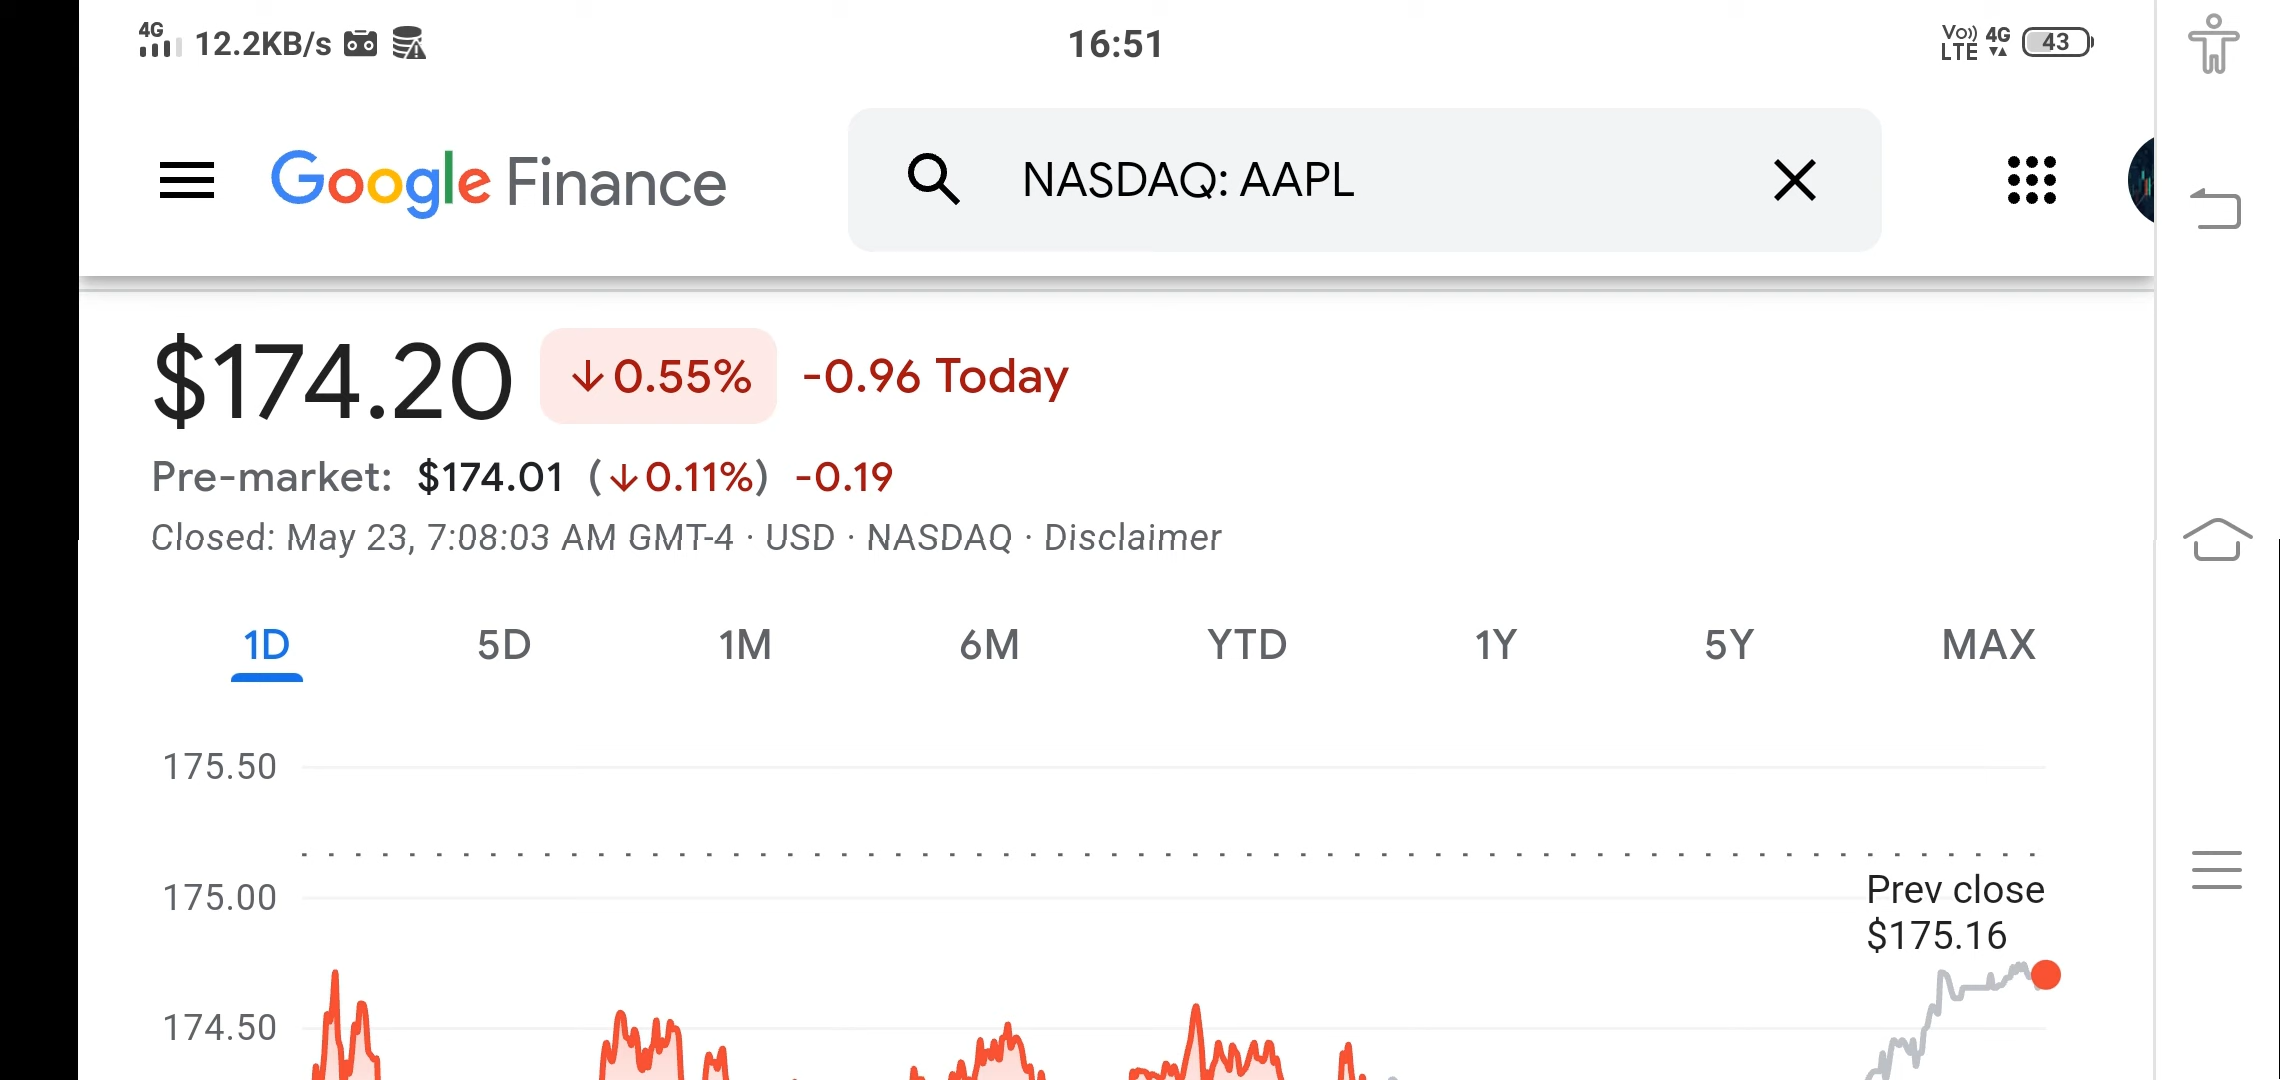 4G 12.2KB/s 16:51 Vo)) LTE 4G 43
Google Finance NASDAQ: AAPL
$174.20 ↓0.55% -0.96 Today
Pre-market: $174.01 (↓0.11%) -0.19
Closed: May 23, 7:08:03 AM GMT-4 · USD · NASDAQ · Disclaimer
1D 5D 1M 6M YTD 1Y 5Y MAX
175.50
175.00
Prev close
$175.16
174.50